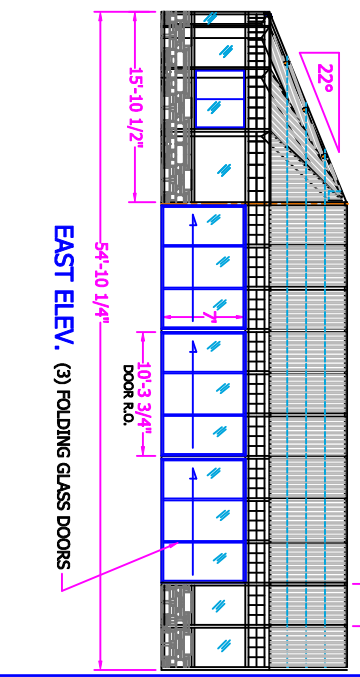 22°
15'-10 1/2"
7'
10'-3 3/4"
DOOR R.O.
54'-10 1/4"
EAST ELEV. (3) FOLDING GLASS DOORS